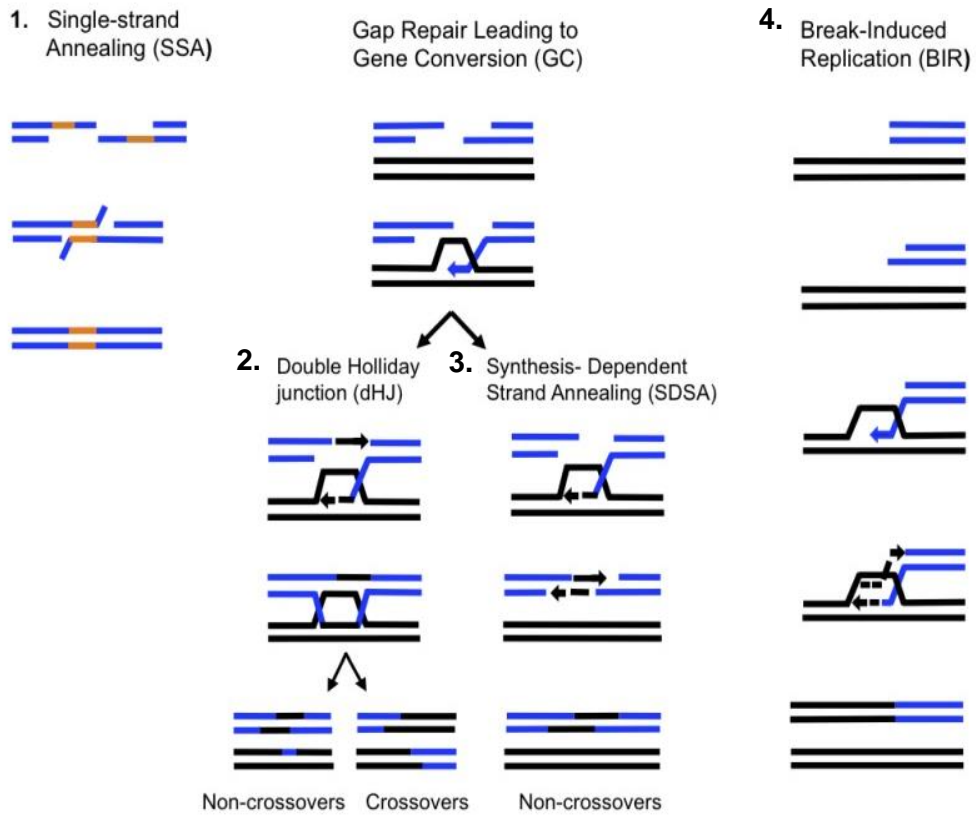 1. Single-strand
Annealing (SSA)
Gap Repair Leading to
Gene Conversion (GC)
4. Break-Induced
Replication (BIR)
2. Double Holliday
junction (dHJ)
3. Synthesis- Dependent
Strand Annealing (SDSA)
Non-crossovers
Crossovers
Non-crossovers